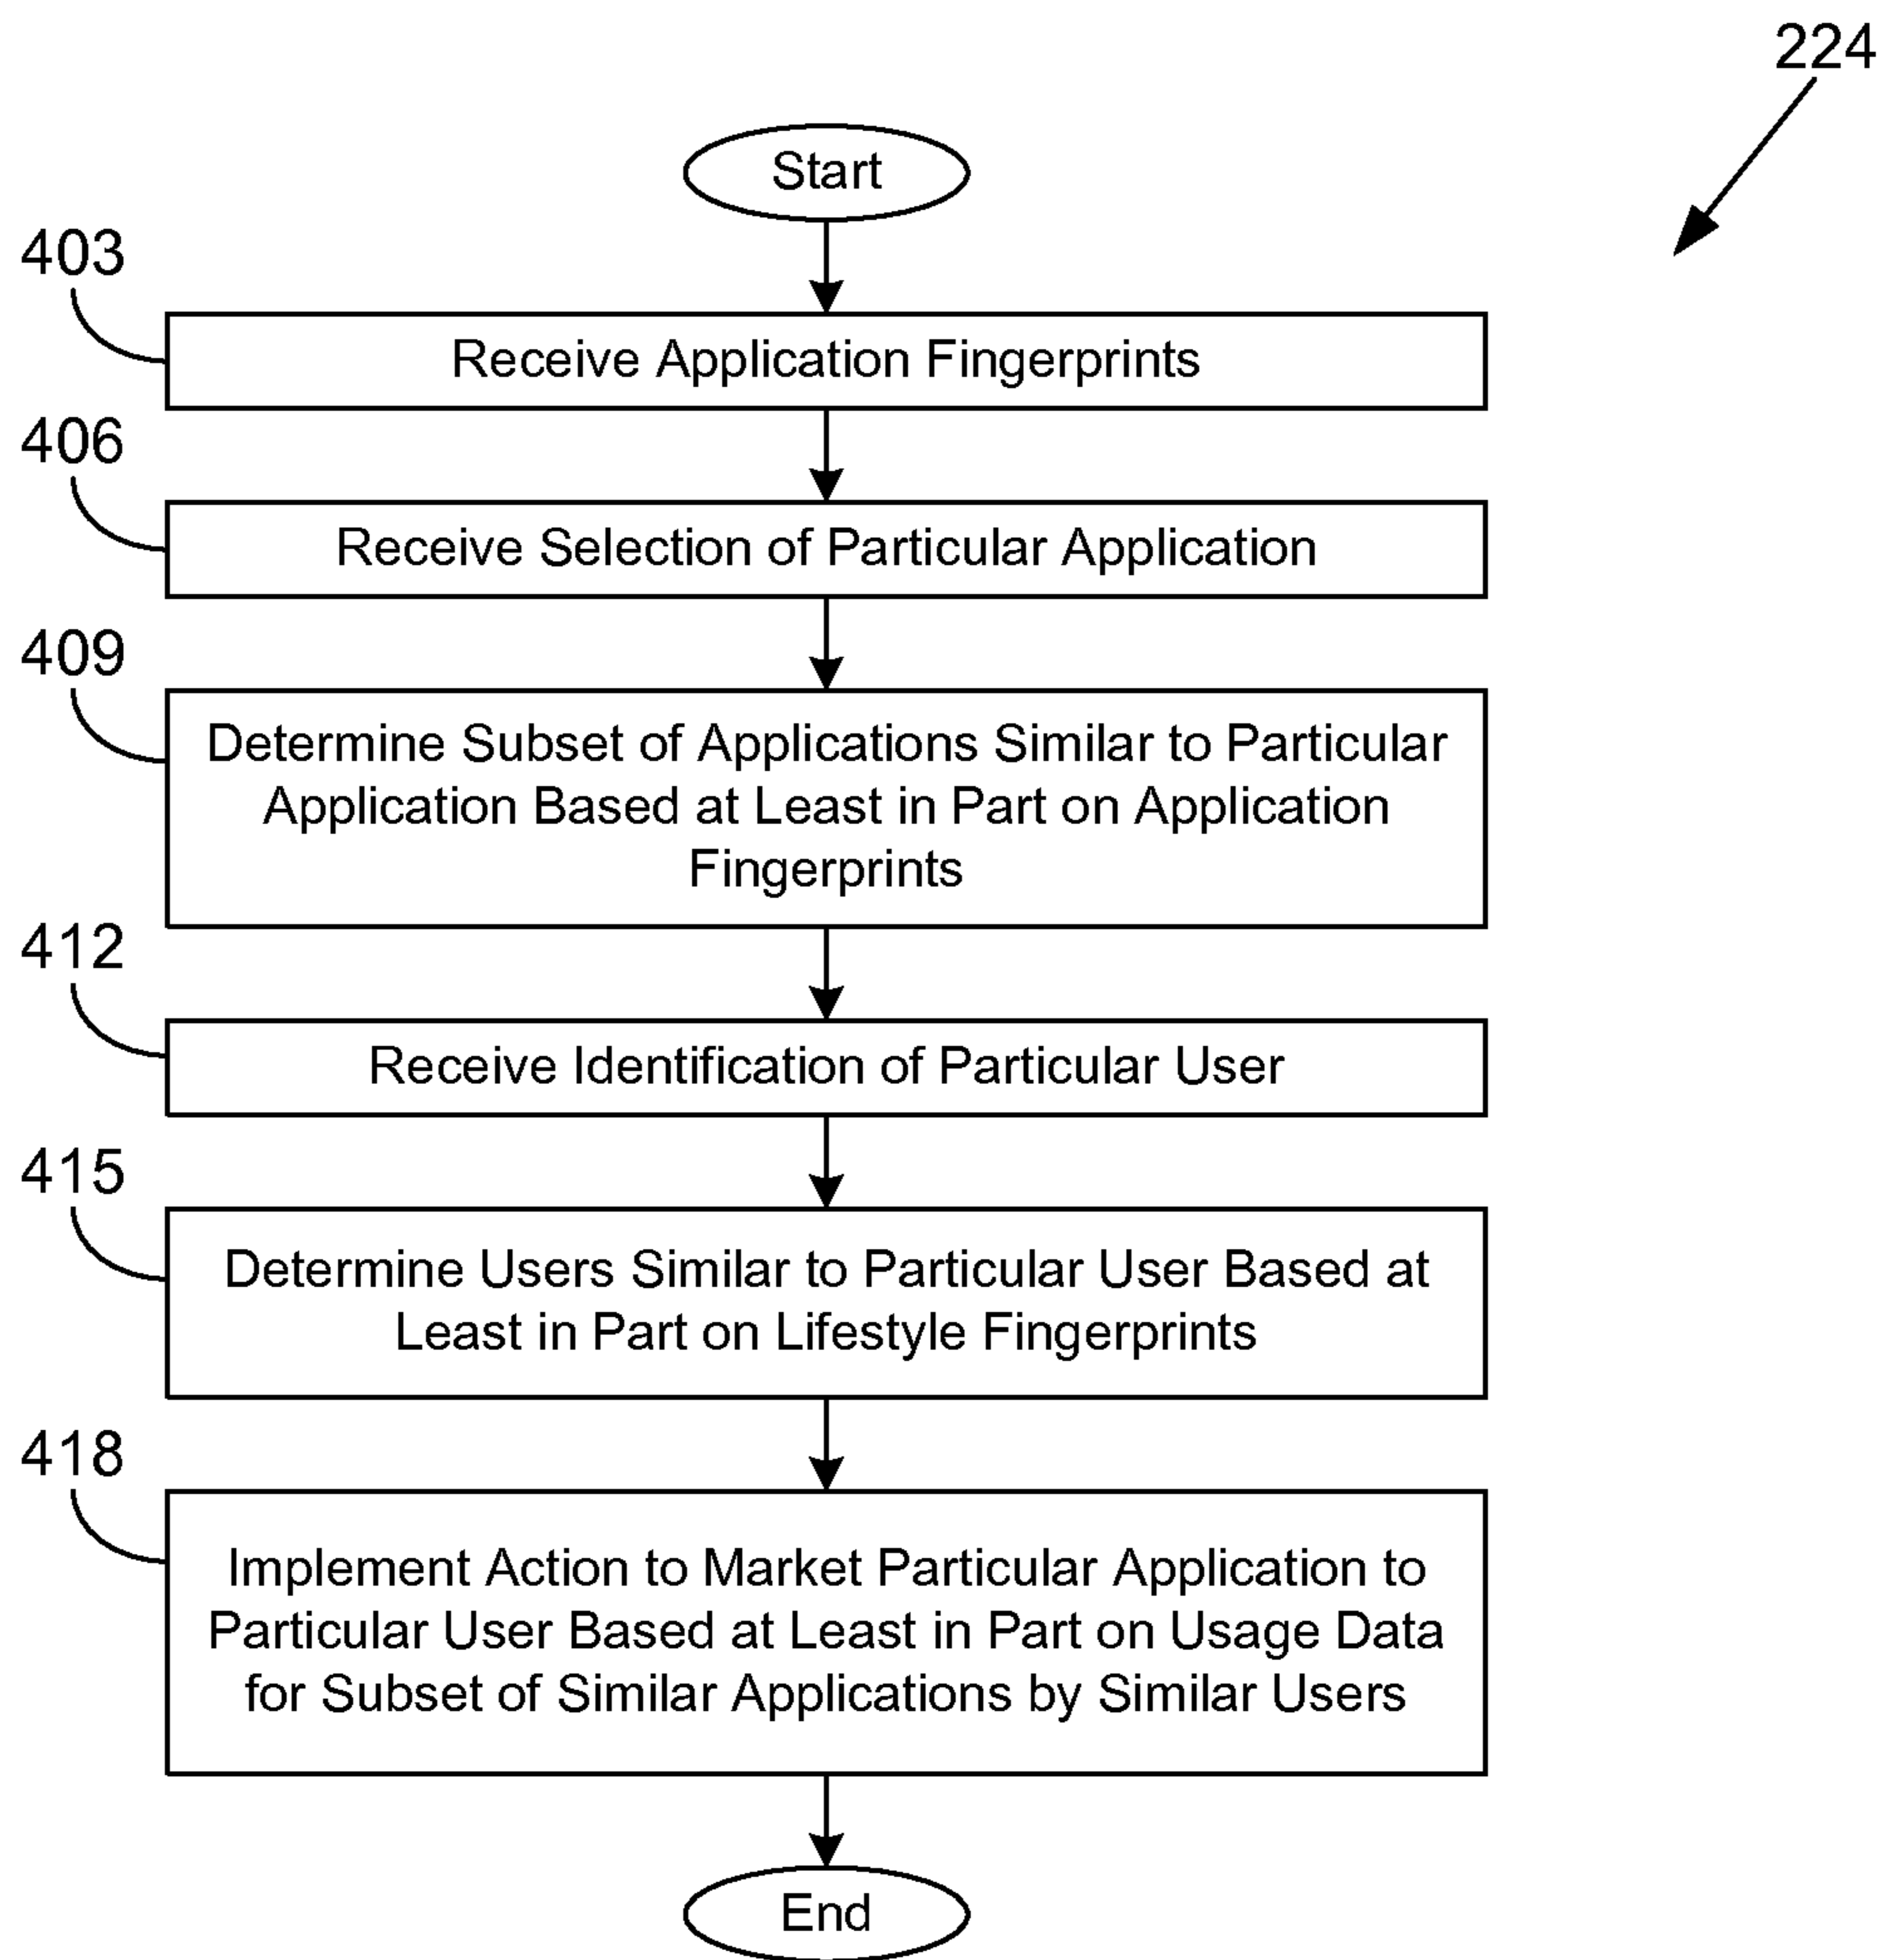 224
Start
403
Receive Application Fingerprints
406
Receive Selection of Particular Application
409
Determine Subset of Applications Similar to Particular
Application Based at Least in Part on Application
Fingerprints
412
Receive Identification of Particular User
415
Determine Users Similar to Particular User Based at
Least in Part on Lifestyle Fingerprints
418
Implement Action to Market Particular Application to
Particular User Based at Least in Part on Usage Data
for Subset of Similar Applications by Similar Users
End